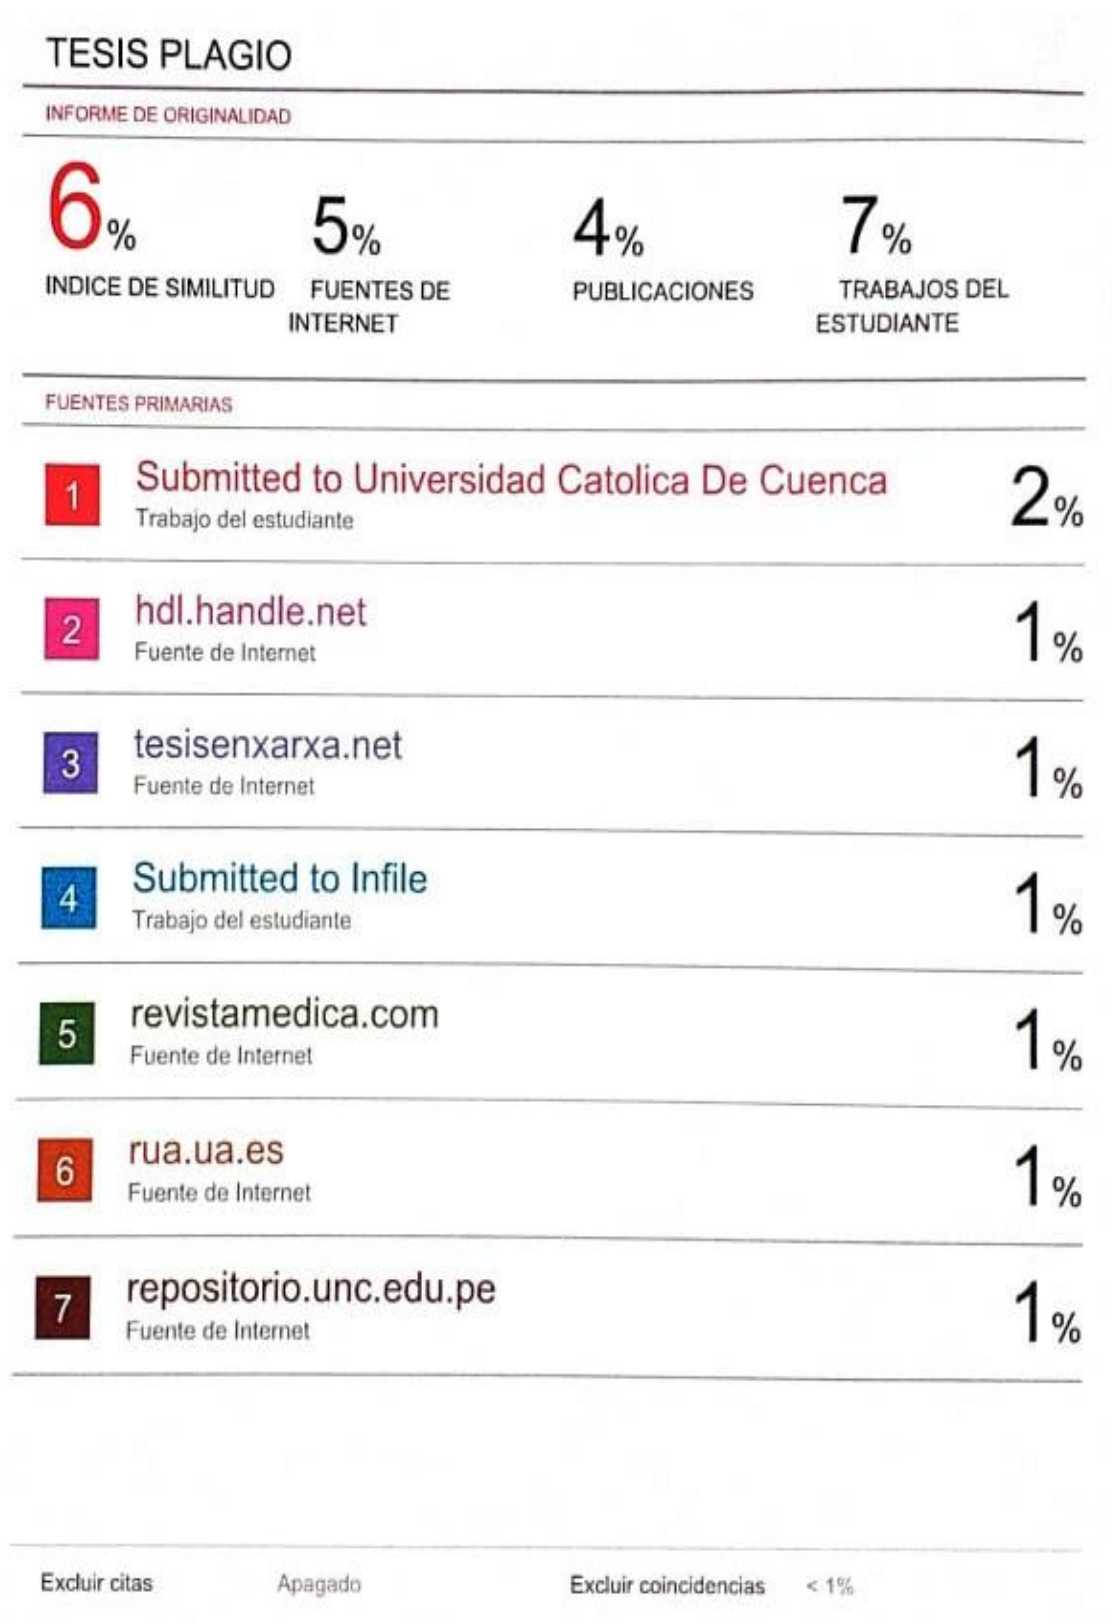 TESIS PLAGIO
INFORME DE ORIGINALIDAD
6%
5%
4%
7%
INDICE DE SIMILITUD
FUENTES DE
INTERNET
PUBLICACIONES
TRABAJOS DEL
ESTUDIANTE
FUENTES PRIMARIAS
1 Submitted to Universidad Catolica De Cuenca 2%
Trabajo del estudiante
2 hdl.handle.net 1%
Fuente de Internet
3 tesisenxarxa.net 1%
Fuente de Internet
4 Submitted to Infile 1%
Trabajo del estudiante
5 revistamedica.com 1%
Fuente de Internet
6 rua.ua.es 1%
Fuente de Internet
7 repositorio.unc.edu.pe 1%
Fuente de Internet
Excluir citas Apagado Excluir coincidencias < 1%